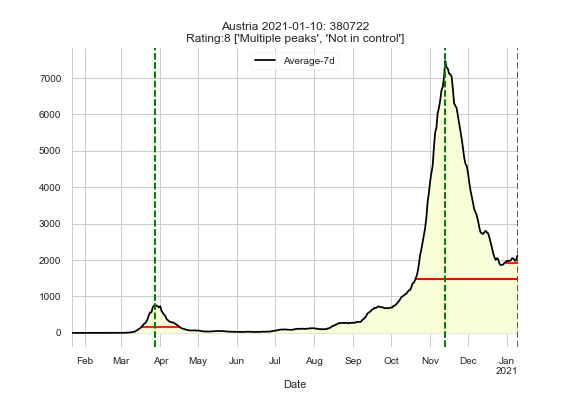 Austria 2021-01-10: 380722
Rating:8 ['Multiple peaks', 'Not in control']
Average-7d
7000
6000
5000
4000
3000
2000
1000
0
Feb Mar Apr May Jun Jul Aug Sep Oct Nov Dec Jan
2021
Date